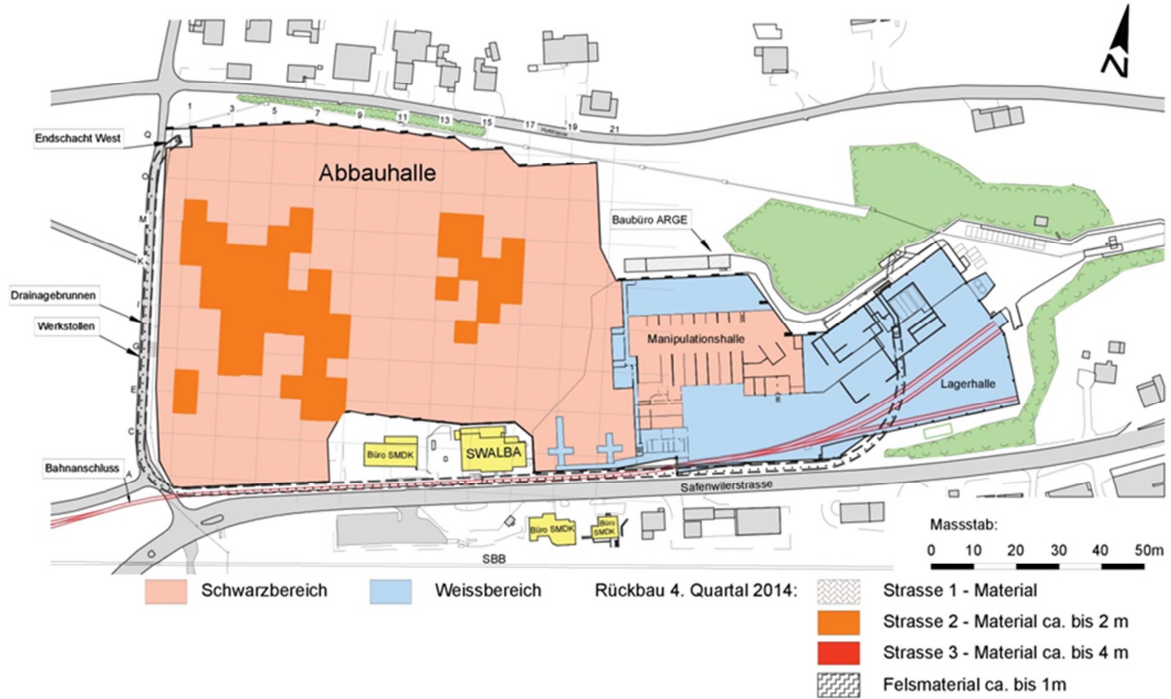 N
1
3
5
7
9
11
13
15
17
19
21
Q
Endschacht West
O
Abbauhalle
M
Baubüro ARGE
K
Drainagebrunnen
I
Werkstollen
G
Manipulationshalle
E
Lagerhalle
C
Büro SMDK
SWALBA
Bahnanschluss
A
Safenwilerstrasse
Büro SMDK
Büro
SMDK
SBB
Massstab:
0 10 20 30 40 50m
Schwarzbereich
Weissbereich
Rückbau 4. Quartal 2014:
Strasse 1 - Material
Strasse 2 - Material ca. bis 2 m
Strasse 3 - Material ca. bis 4 m
Felsmaterial ca. bis 1m